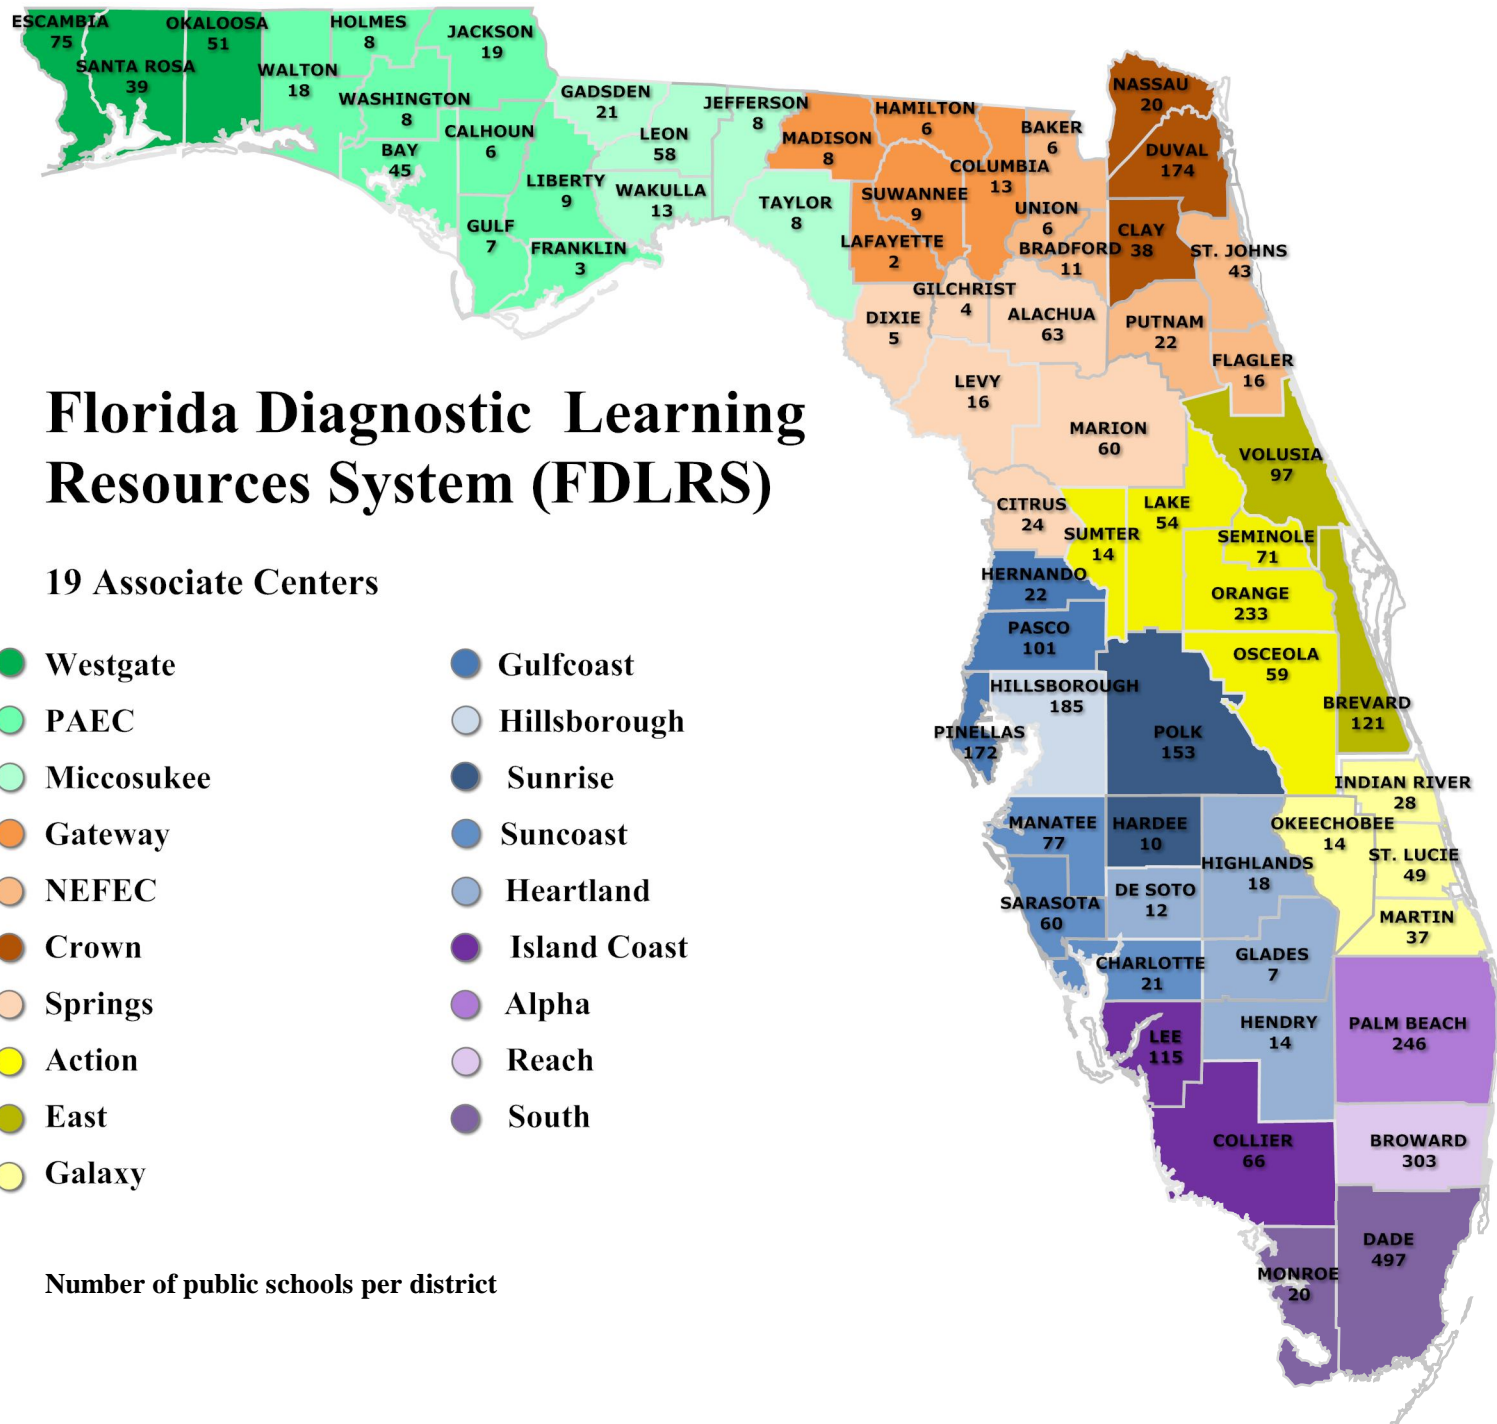 ESCAMBIA
75
SANTA ROSA
39
OKALOOSA
51
WALTON
18
HOLMES
8
WASHINGTON
8
BAY
45
JACKSON
19
CALHOUN
6
GULF
7
LIBERTY
9
FRANKLIN
3
GADSDEN
21
LEON
58
WAKULLA
13
JEFFERSON
8
TAYLOR
8
MADISON
8
HAMILTON
6
SUWANNEE
9
LAFAYETTE
2
COLUMBIA
13
BAKER
6
UNION
6
BRADFORD
11
NASSAU
20
DUVAL
174
CLAY
38
ST. JOHNS
43
PUTNAM
22
FLAGLER
16
DIXIE
5
GILCHRIST
4
ALACHUA
63
LEVY
16
MARION
60
CITRUS
24
VOLUSIA
97
LAKE
54
SUMTER
14
SEMINOLE
71
ORANGE
233
OSCEOLA
59
BREVARD
121
HERNANDO
22
PASCO
101
HILLSBOROUGH
185
PINELLAS
172
POLK
153
INDIAN RIVER
28
OKEECHOBEE
14
ST. LUCIE
49
MARTIN
37
MANATEE
77
HARDEE
10
HIGHLANDS
18
SARASOTA
60
DE SOTO
12
CHARLOTTE
21
GLADES
7
LEE
115
HENDRY
14
PALM BEACH
246
COLLIER
66
BROWARD
303
DADE
497
MONROE
20
Florida Diagnostic Learning
Resources System (FDLRS)
19 Associate Centers
Westgate
PAEC
Miccosukee
Gateway
NEFEC
Crown
Springs
Action
East
Galaxy
Gulfcoast
Hillsborough
Sunrise
Suncoast
Heartland
Island Coast
Alpha
Reach
South
Number of public schools per district